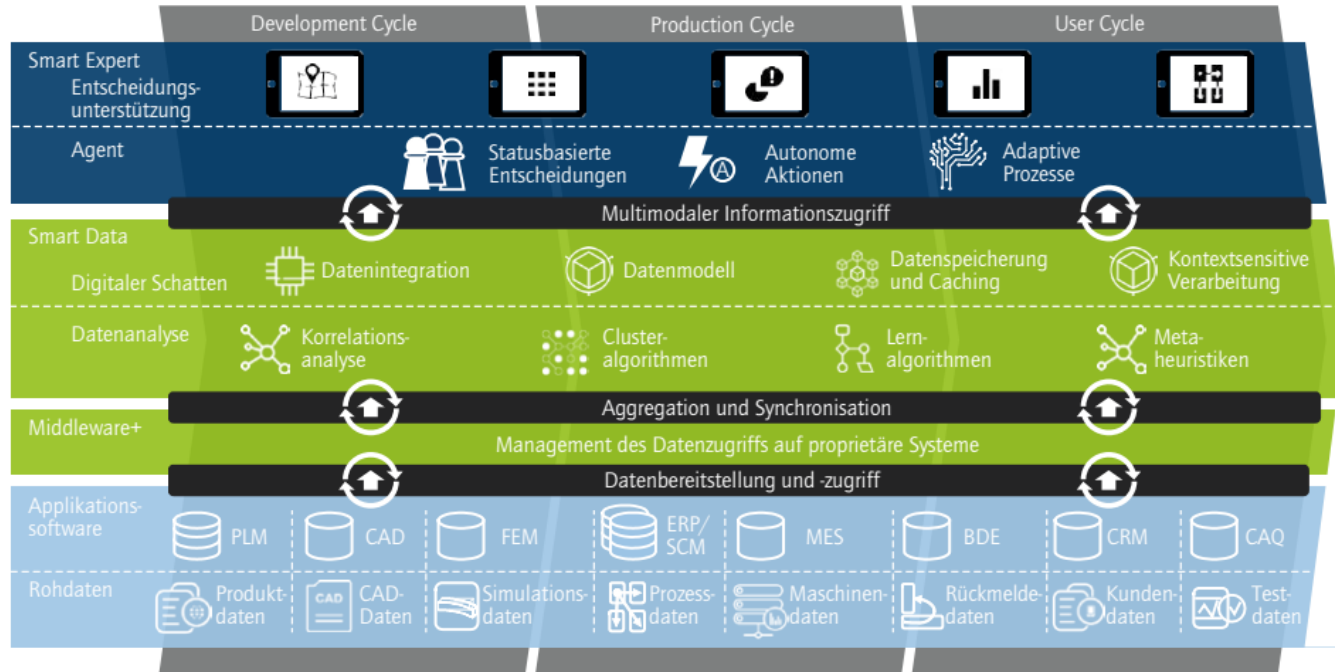 Development Cycle
Production Cycle
User Cycle
Smart Expert
Entscheidungs-
unterstützung
Agent
Statusbasierte
Entscheidungen
A
Autonome
Aktionen
Adaptive
Prozesse
Multimodaler Informationszugriff
Smart Data
Digitaler Schatten
Datenintegration
Datenmodell
Datenspeicherung
und Caching
Kontextsensitive
Verarbeitung
Datenanalyse
Korrelations-
analyse
Cluster-
algorithmen
Lern-
algorithmen
Meta-
heuristiken
Aggregation und Synchronisation
Middleware+
Management des Datenzugriffs auf proprietäre Systeme
Datenbereitstellung und -zugriff
Applikations-
software
PLM
CAD
FEM
ERP/
SCM
MES
BDE
CRM
CAQ
Rohdaten
Produkt-
daten
CAD
CAD-
Daten
Simulations-
daten
Prozess-
daten
Maschinen-
daten
Rückmelde-
daten
Kunden-
daten
Test-
daten